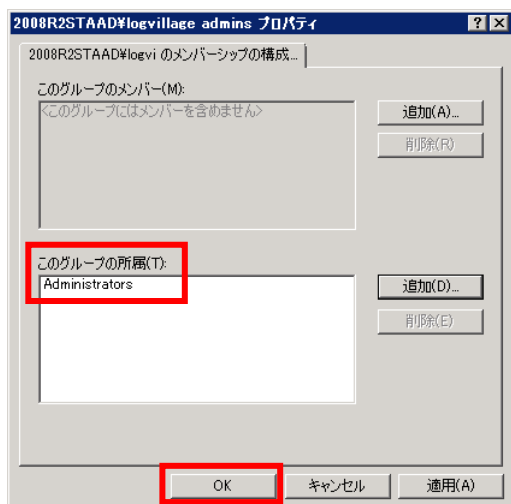 2008R2STAAD¥logvillage admins プロパティ
2008R2STAAD¥logvi のメンバーシップの構成...
このグループのメンバー(M):
<このグループにはメンバーを含めません>
追加(A)...
削除(R)
このグループの所属(T):
Administrators
追加(D)...
削除(E)
OK
キャンセル
適用(A)